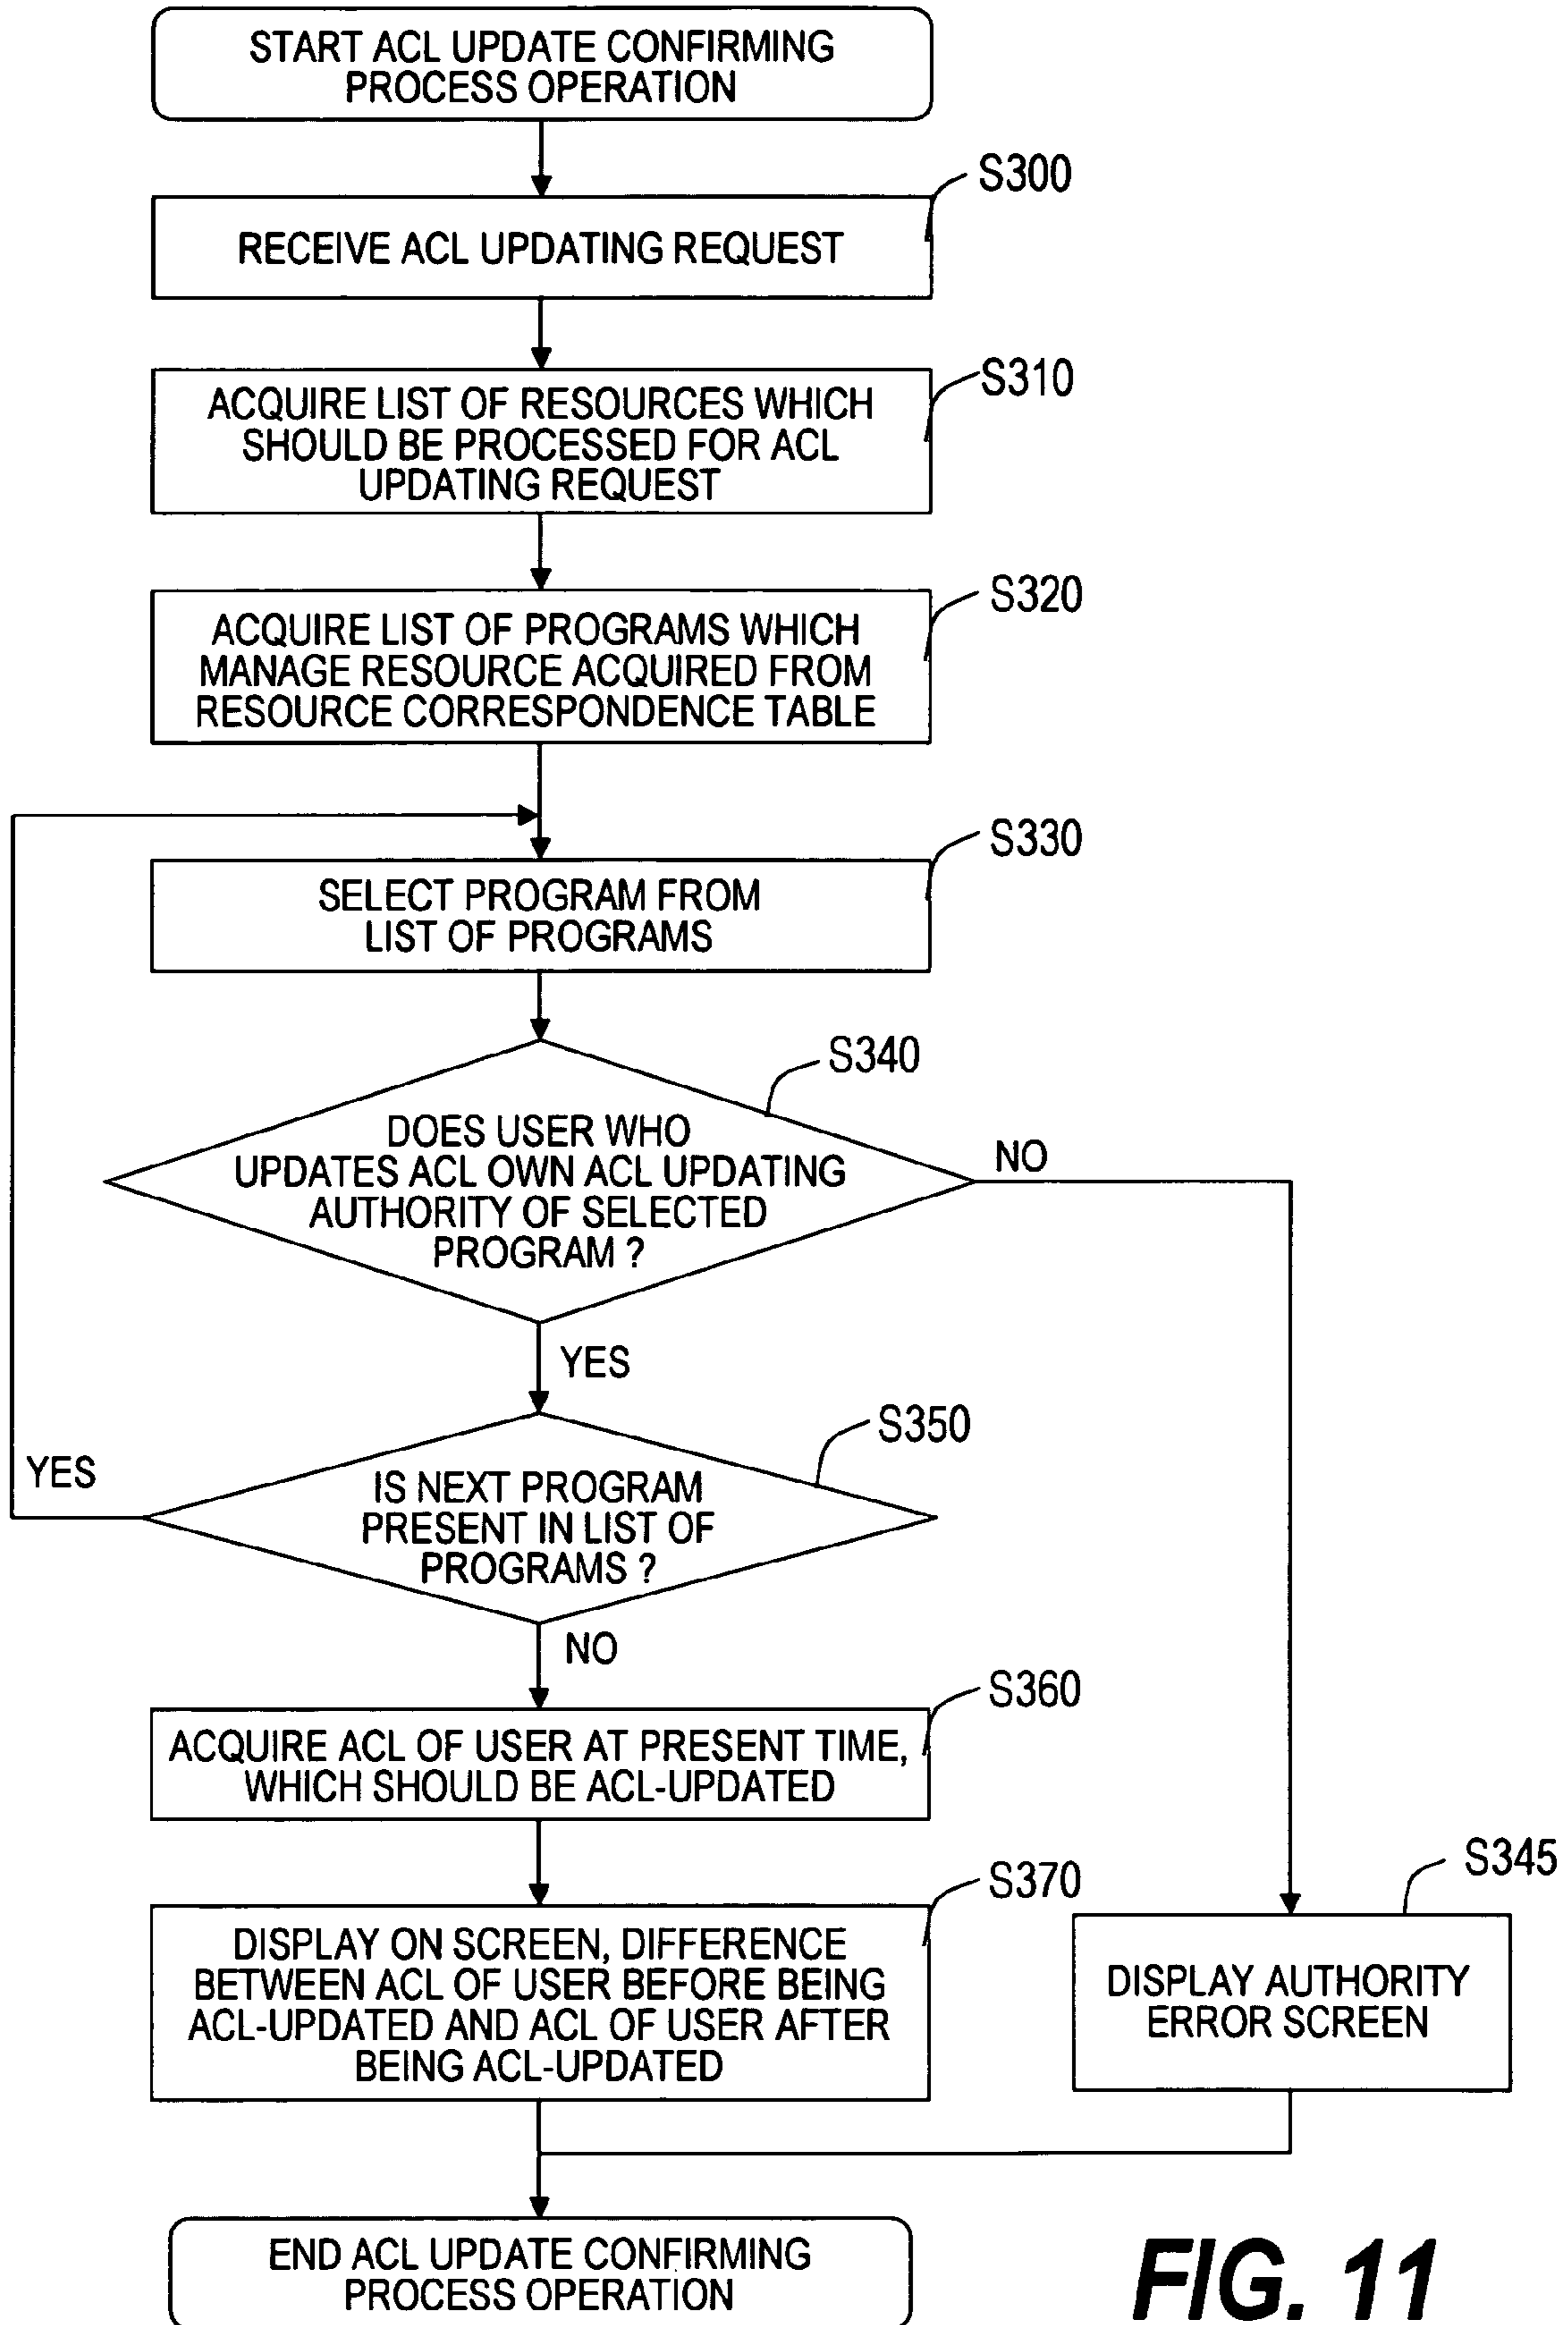 START ACL UPDATE CONFIRMING
PROCESS OPERATION
S300
RECEIVE ACL UPDATING REQUEST
S310
ACQUIRE LIST OF RESOURCES WHICH
SHOULD BE PROCESSED FOR ACL
UPDATING REQUEST
S320
ACQUIRE LIST OF PROGRAMS WHICH
MANAGE RESOURCE ACQUIRED FROM
RESOURCE CORRESPONDENCE TABLE
S330
SELECT PROGRAM FROM
LIST OF PROGRAMS
S340
DOES USER WHO
UPDATES ACL OWN ACL UPDATING
AUTHORITY OF SELECTED
PROGRAM ?
NO
YES
S350
YES
IS NEXT PROGRAM
PRESENT IN LIST OF
PROGRAMS ?
NO
S360
ACQUIRE ACL OF USER AT PRESENT TIME,
WHICH SHOULD BE ACL-UPDATED
S370
DISPLAY ON SCREEN, DIFFERENCE
BETWEEN ACL OF USER BEFORE BEING
ACL-UPDATED AND ACL OF USER AFTER
BEING ACL-UPDATED
S345
DISPLAY AUTHORITY
ERROR SCREEN
END ACL UPDATE CONFIRMING
PROCESS OPERATION
FIG. 11